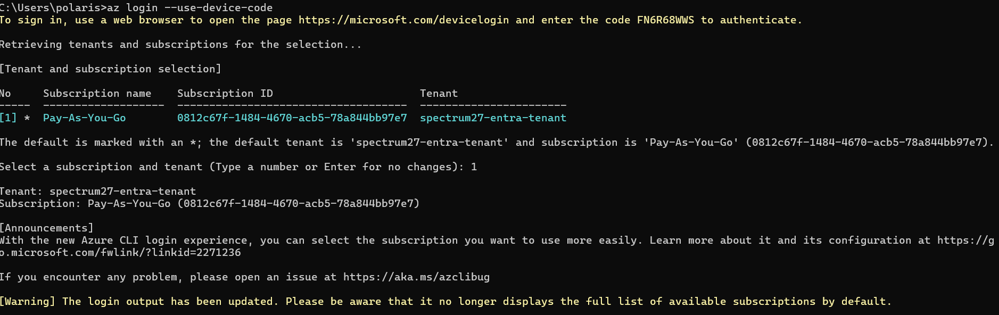 C:\Users\polaris>az login --use-device-code
To sign in, use a web browser to open the page https://microsoft.com/devicelogin and enter the code FN6R68WWS to authenticate.
Retrieving tenants and subscriptions for the selection...
[Tenant and subscription selection]
No     Subscription name    Subscription ID                       Tenant
-----  -------------------  ------------------------------------  -----------------------
[1] *  Pay-As-You-Go        0812c67f-1484-4670-acb5-78a844bb97e7  spectrum27-entra-tenant
The default is marked with an *; the default tenant is 'spectrum27-entra-tenant' and subscription is 'Pay-As-You-Go' (0812c67f-1484-4670-acb5-78a844bb97e7).
Select a subscription and tenant (Type a number or Enter for no changes): 1
Tenant: spectrum27-entra-tenant
Subscription: Pay-As-You-Go (0812c67f-1484-4670-acb5-78a844bb97e7)
[Announcements]
With the new Azure CLI login experience, you can select the subscription you want to use more easily. Learn more about it and its configuration at https://g
o.microsoft.com/fwlink/?linkid=2271236
If you encounter any problem, please open an issue at https://aka.ms/azclibug
[Warning] The login output has been updated. Please be aware that it no longer displays the full list of available subscriptions by default.